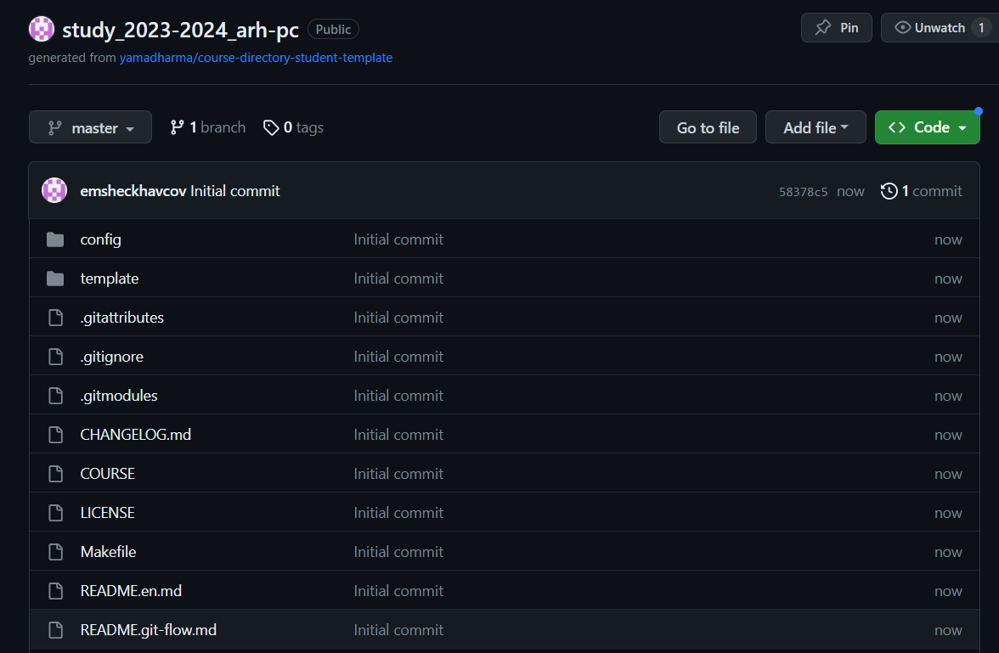 study_2023-2024_arh-pc Public Pin Unwatch 1
generated from yamadharma/course-directory-student-template
master 1 branch 0 tags Go to file Add file Code
emsheckhavcov Initial commit 58378c5 now 1 commit
config Initial commit now
template Initial commit now
.gitattributes Initial commit now
.gitignore Initial commit now
.gitmodules Initial commit now
CHANGELOG.md Initial commit now
COURSE Initial commit now
LICENSE Initial commit now
Makefile Initial commit now
README.en.md Initial commit now
README.git-flow.md Initial commit now